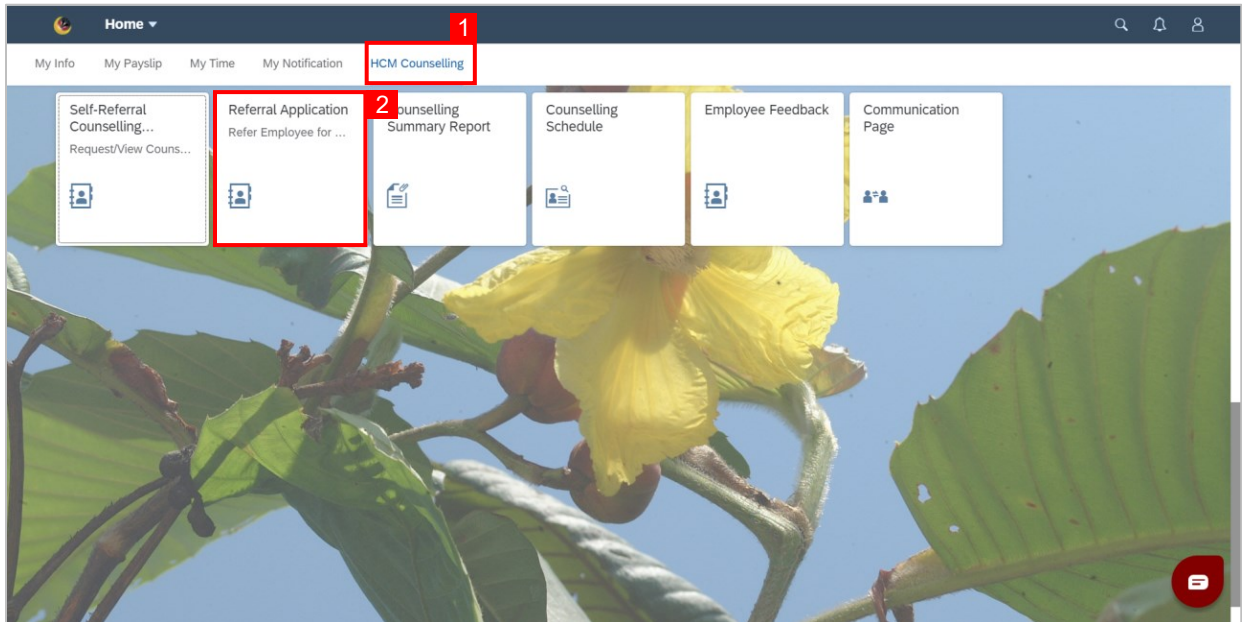 Home
1
My Info My Payslip My Time My Notification HCM Counselling
Self-Referral
Counselling...
Request/View Couns...
Referral Application
Refer Employee for ...
2
Counselling
Summary Report
Counselling
Schedule
Employee Feedback
Communication
Page